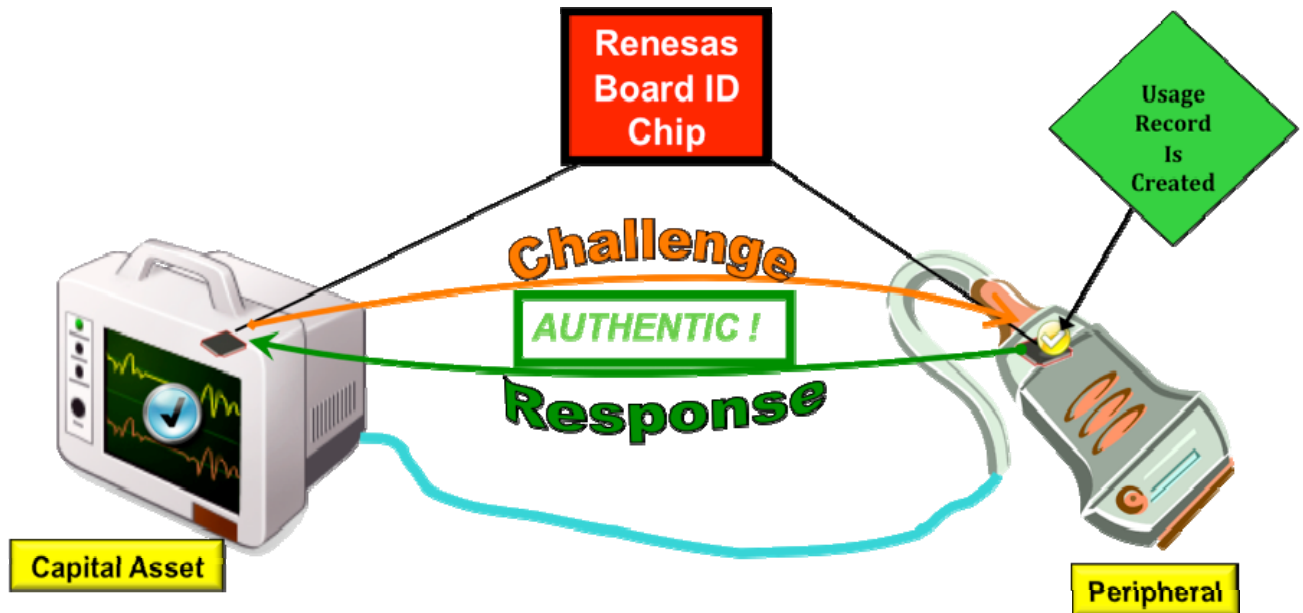 Renesas
Board ID
Chip
Usage
Record
Is
Created
Challenge
AUTHENTIC !
Response
Capital Asset
Peripheral